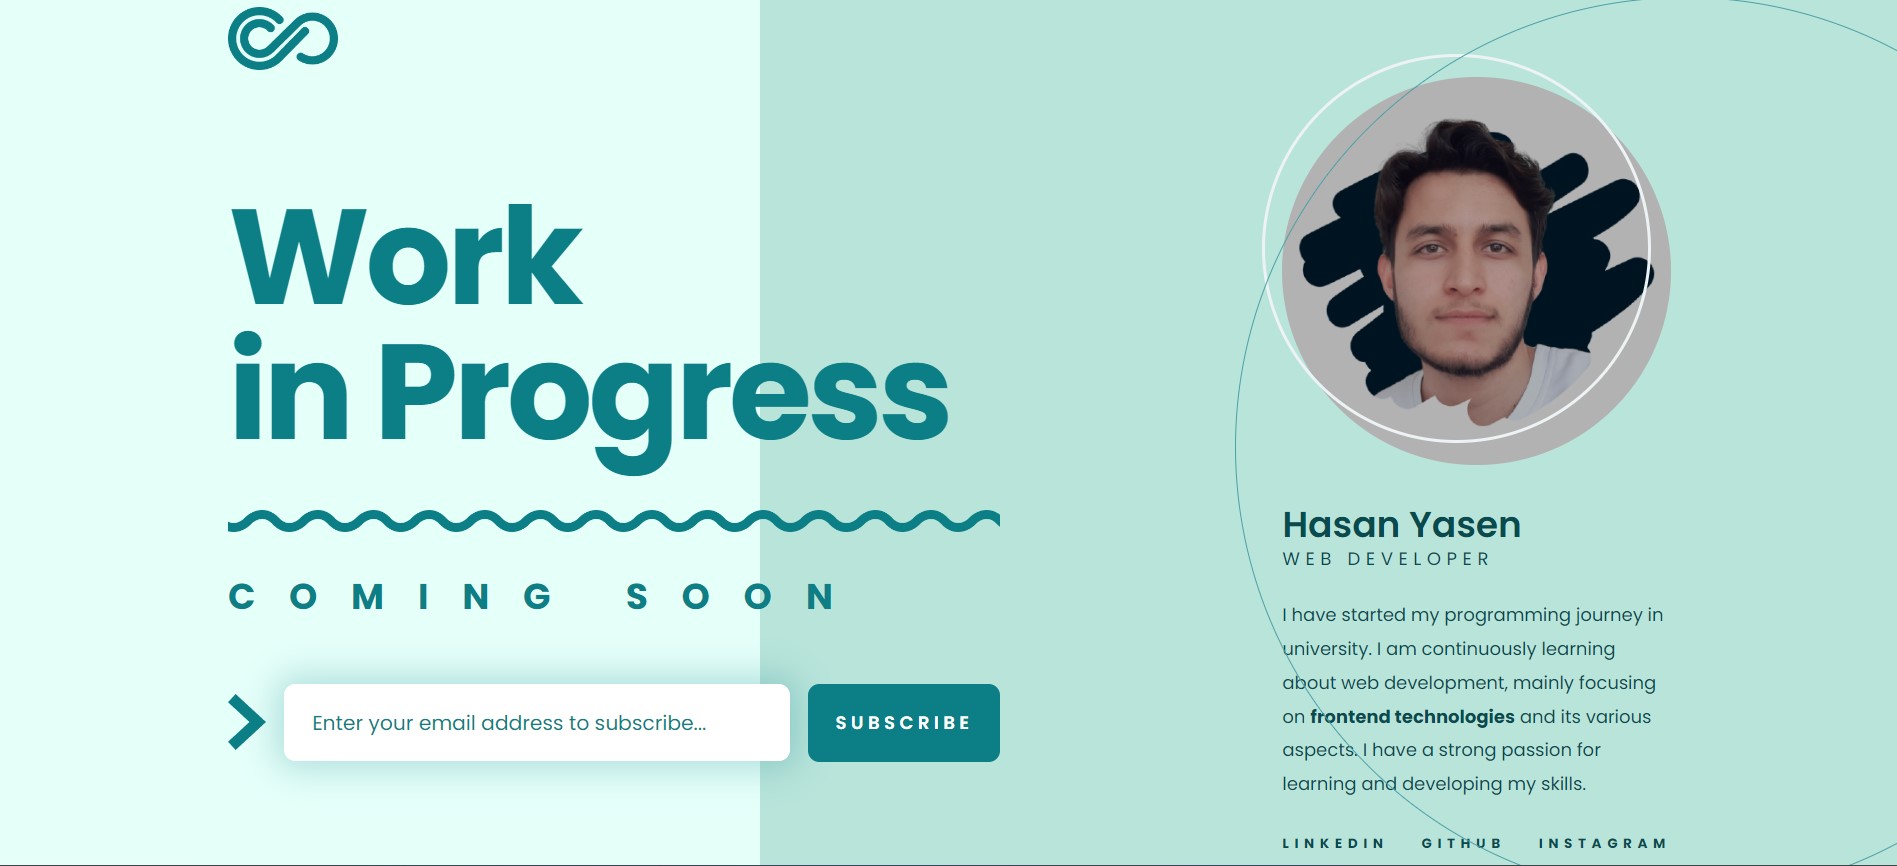 Work
in Progress
COMING SOON
Enter your email address to subscribe...
SUBSCRIBE
Hasan Yasen
WEB DEVELOPER
I have started my programming journey in
university. I am continuously learning
about web development, mainly focusing
on frontend technologies and its various
aspects. I have a strong passion for
learning and developing my skills.
LINKEDIN GITHUB INSTAGRAM